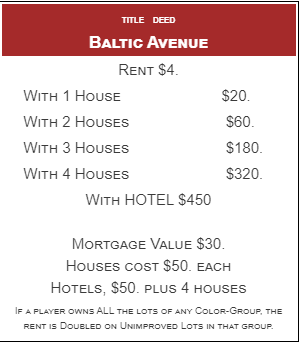 TITLE DEED
BALTIC AVENUE
RENT $4.
WITH 1 HOUSE $20.
WITH 2 HOUSES $60.
WITH 3 HOUSES $180.
WITH 4 HOUSES $320.
WITH HOTEL $450
MORTGAGE VALUE $30.
HOUSES COST $50. EACH
HOTELS, $50. PLUS 4 HOUSES
IF A PLAYER OWNS ALL THE LOTS OF ANY COLOR-GROUP, THE
RENT IS DOUBLED ON UNIMPROVED LOTS IN THAT GROUP.